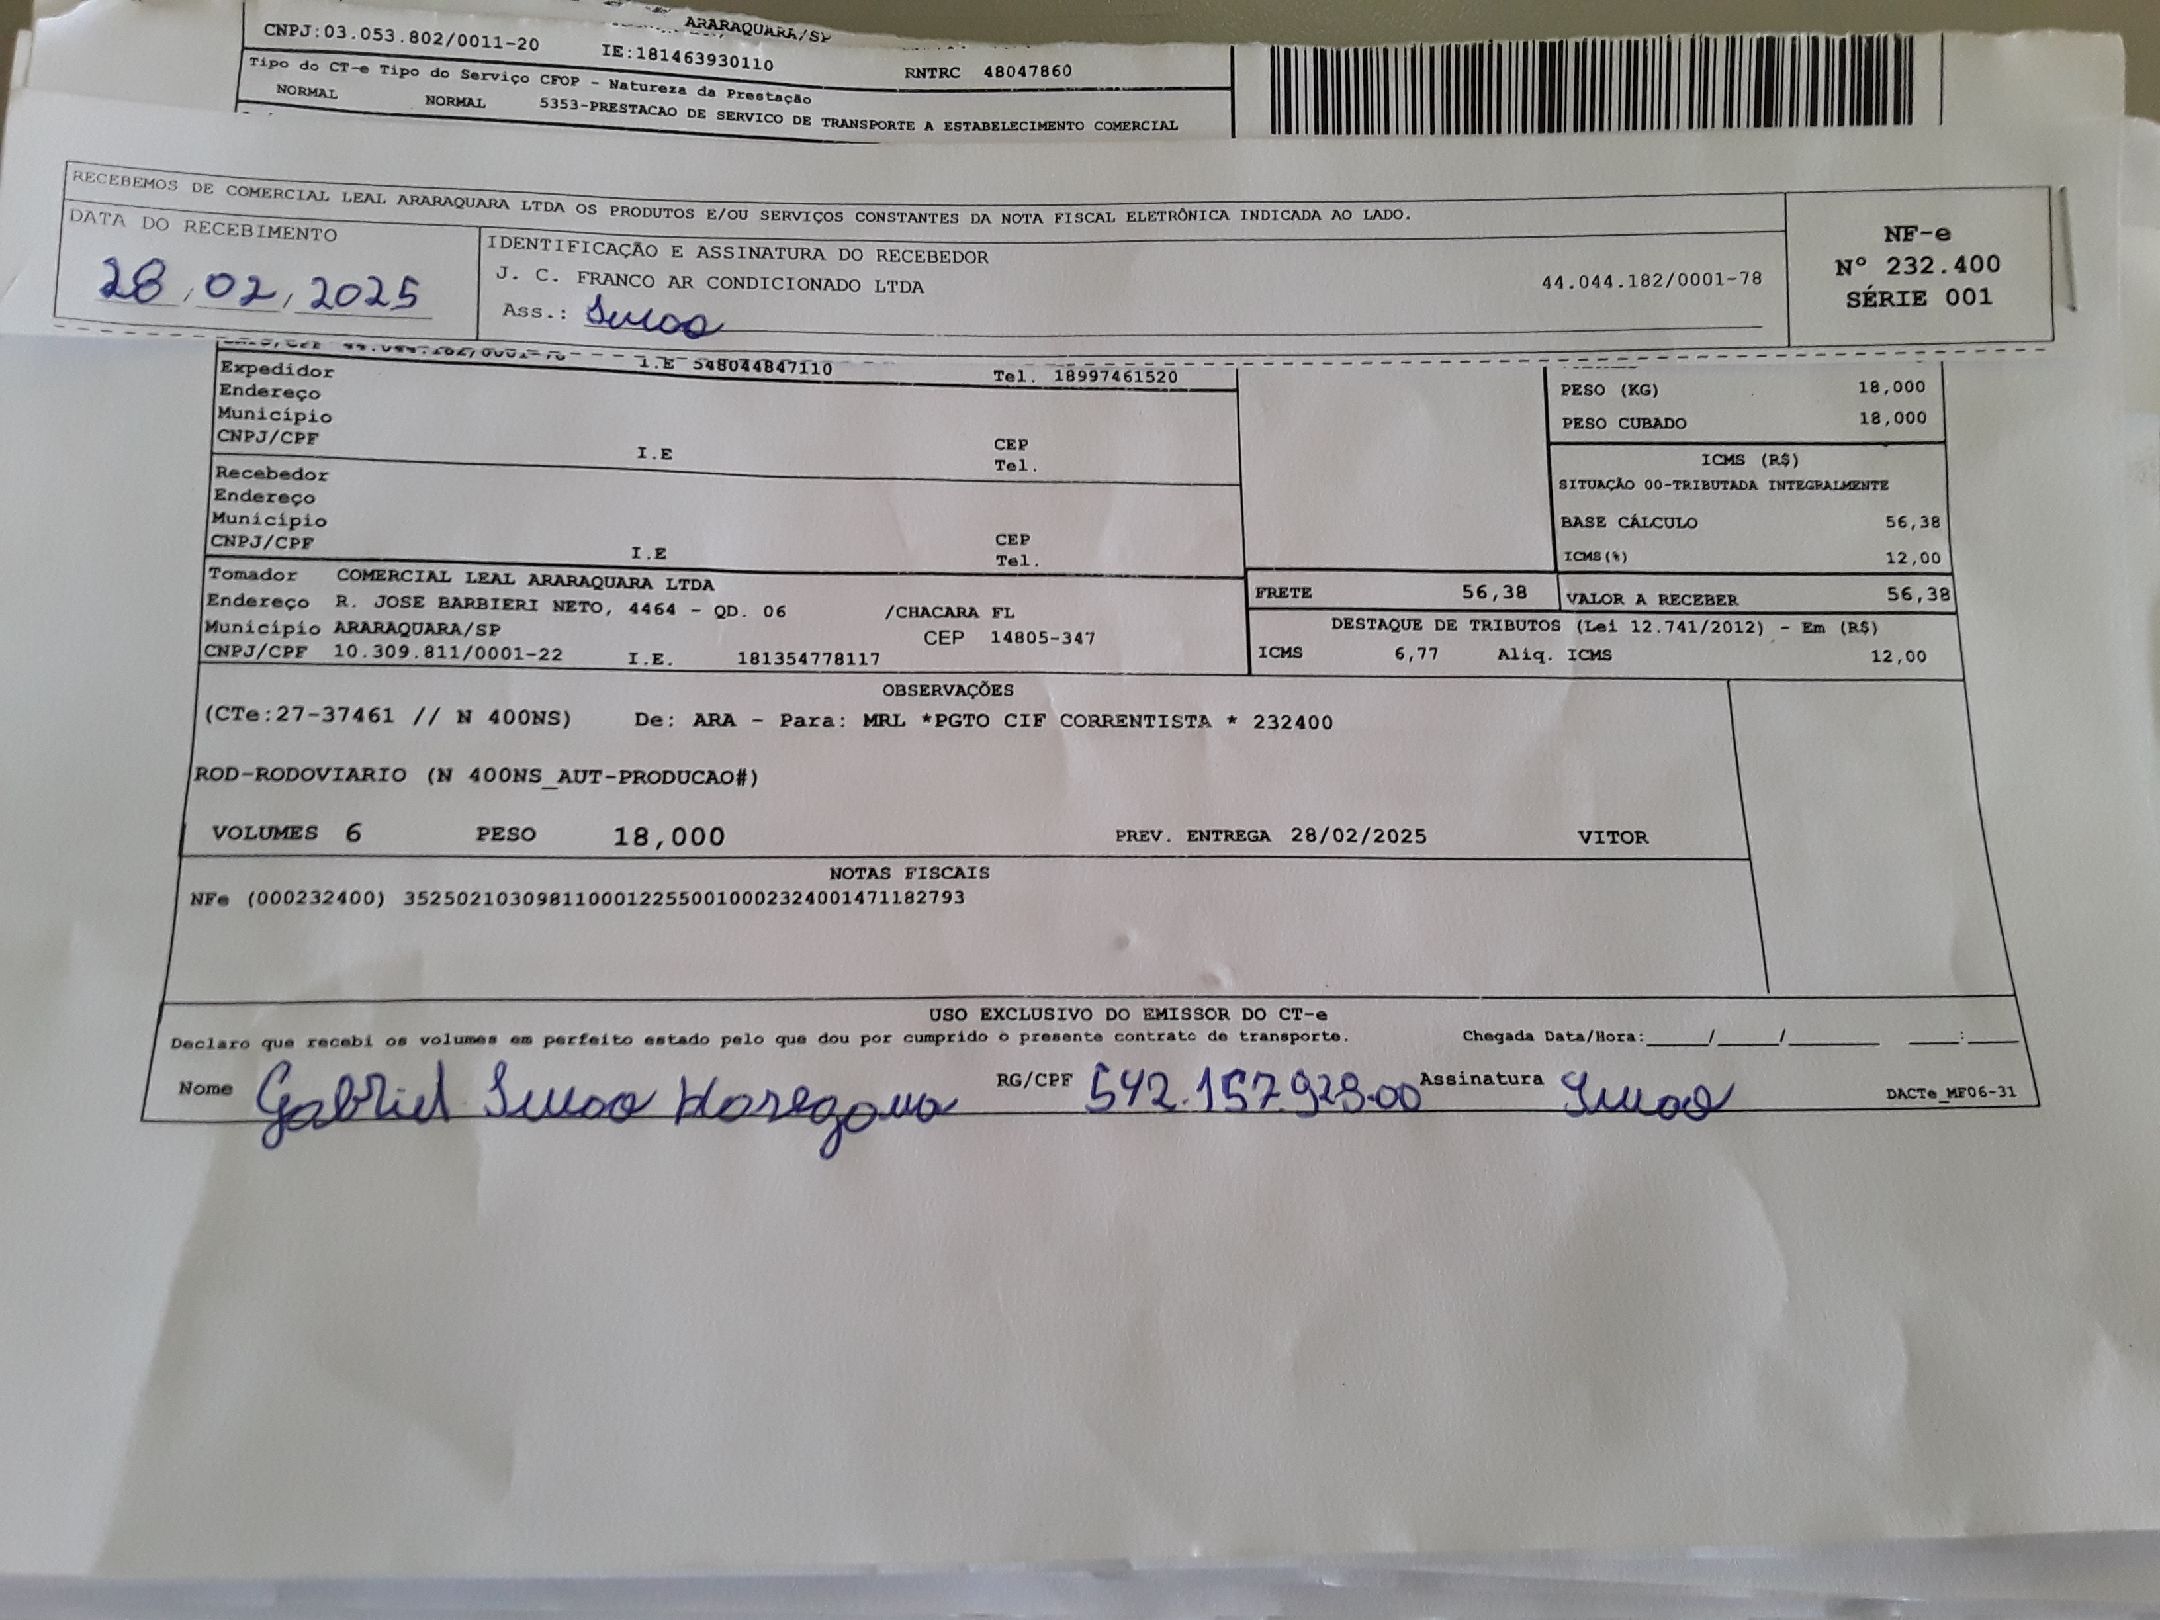 ARARAQUARA/SP
CNPJ:03.053.802/0011-20 IE:181463930110 RNTRC 48047860
Tipo do CT-e Tipo do Serviço CFOP - Natureza da Prestação
NORMAL NORMAL 5353-PRESTACAO DE SERVICO DE TRANSPORTE A ESTABELECIMENTO COMERCIAL
RECEBEMOS DE COMERCIAL LEAL ARARAQUARA LTDA OS PRODUTOS E/OU SERVIÇOS CONSTANTES DA NOTA FISCAL ELETRÔNICA INDICADA AO LADO.
DATA DO RECEBIMENTO
28/02/2025
IDENTIFICAÇÃO E ASSINATURA DO RECEBEDOR
J. C. FRANCO AR CONDICIONADO LTDA 44.044.182/0001-78
Ass.:
NF-e
Nº 232.400
SÉRIE 001
I.E 548044847110 Tel. 18997461520
Expedidor
Endereço
Município
CNPJ/CPF I.E CEP
Tel.
Recebedor
Endereço
Município
CNPJ/CPF I.E CEP
Tel.
PESO (KG) 18,000
PESO CUBADO 18,000
ICMS (R$)
SITUAÇÃO 00-TRIBUTADA INTEGRALMENTE
BASE CÁLCULO 56,38
ICMS(%) 12,00
Tomador COMERCIAL LEAL ARARAQUARA LTDA
Endereço R. JOSE BARBIERI NETO, 4464 - QD. 06 /CHACARA FL
Município ARARAQUARA/SP CEP 14805-347
CNPJ/CPF 10.309.811/0001-22 I.E. 181354778117
FRETE 56,38 VALOR A RECEBER 56,38
DESTAQUE DE TRIBUTOS (Lei 12.741/2012) - Em (R$)
ICMS 6,77 Aliq. ICMS 12,00
OBSERVAÇÕES
(CTe:27-37461 // N 400NS) De: ARA - Para: MRL *PGTO CIF CORRENTISTA * 232400
ROD-RODOVIARIO (N 400NS_AUT-PRODUCAO#)
VOLUMES 6 PESO 18,000 PREV. ENTREGA 28/02/2025 VITOR
NOTAS FISCAIS
NFe (000232400) 35250210309811000122550010002324001471182793
USO EXCLUSIVO DO EMISSOR DO CT-e
Declaro que recebi os volumes em perfeito estado pelo que dou por cumprido o presente contrato de transporte. Chegada Data/Hora:____/____/______ ___:___
Nome Gabriel RG/CPF 542.157.928.00 Assinatura
DACTe_MF06-31